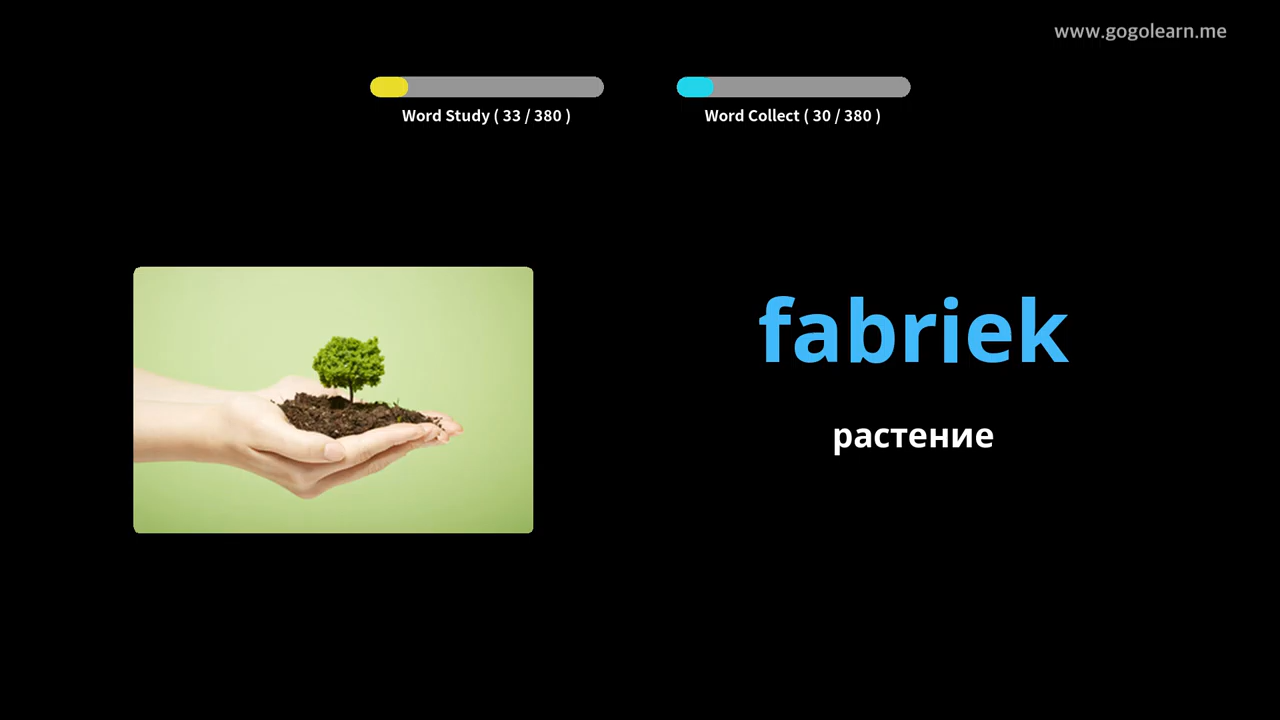 www.gogolearn.me
Word Study ( 33 / 380 )
Word Collect ( 30 / 380 )
fabriek
растение